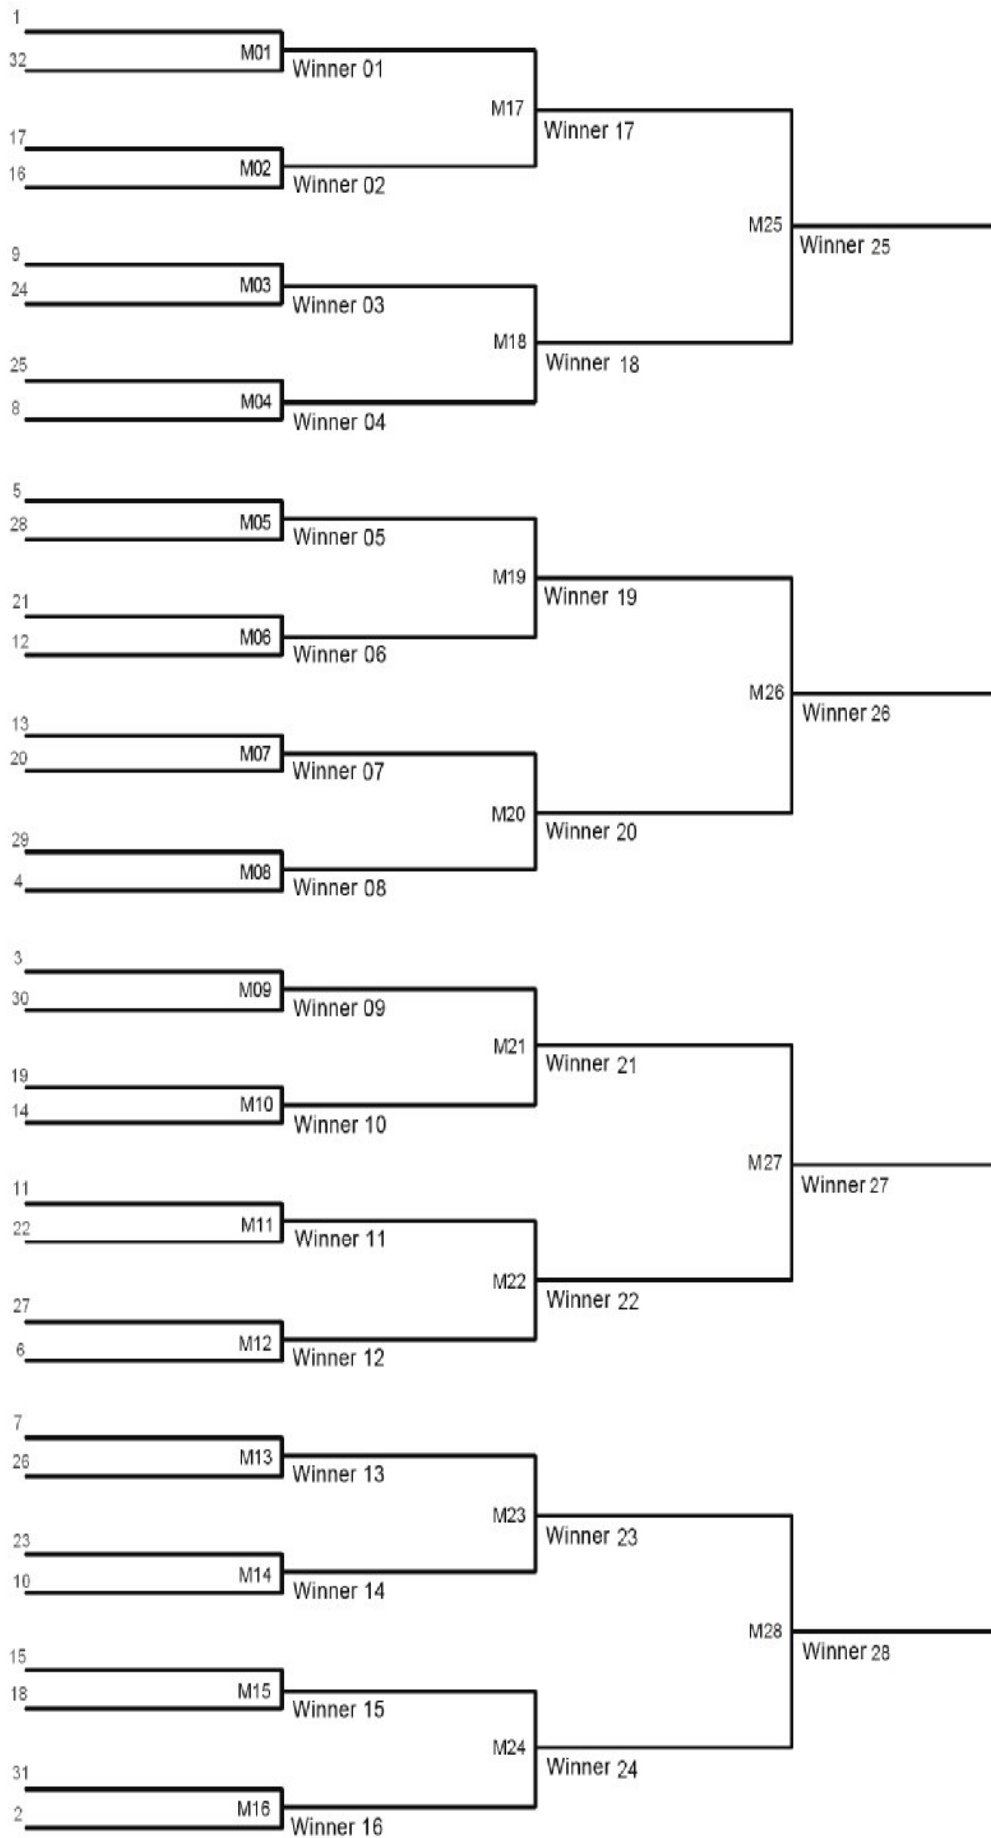 1
M01
32
Winner 01
M17
Winner 17
17
M02
16
Winner 02
M25
Winner 25
9
M03
24
Winner 03
M18
Winner 18
25
M04
8
Winner 04
5
M05
28
Winner 05
M19
Winner 19
21
M06
12
Winner 06
M26
Winner 26
13
M07
20
Winner 07
M20
Winner 20
29
M08
4
Winner 08
3
M09
30
Winner 09
M21
Winner 21
19
M10
14
Winner 10
M27
Winner 27
11
M11
22
Winner 11
M22
Winner 22
27
M12
6
Winner 12
7
M13
26
Winner 13
M23
Winner 23
23
M14
10
Winner 14
M28
Winner 28
15
M15
18
Winner 15
M24
Winner 24
31
M16
2
Winner 16